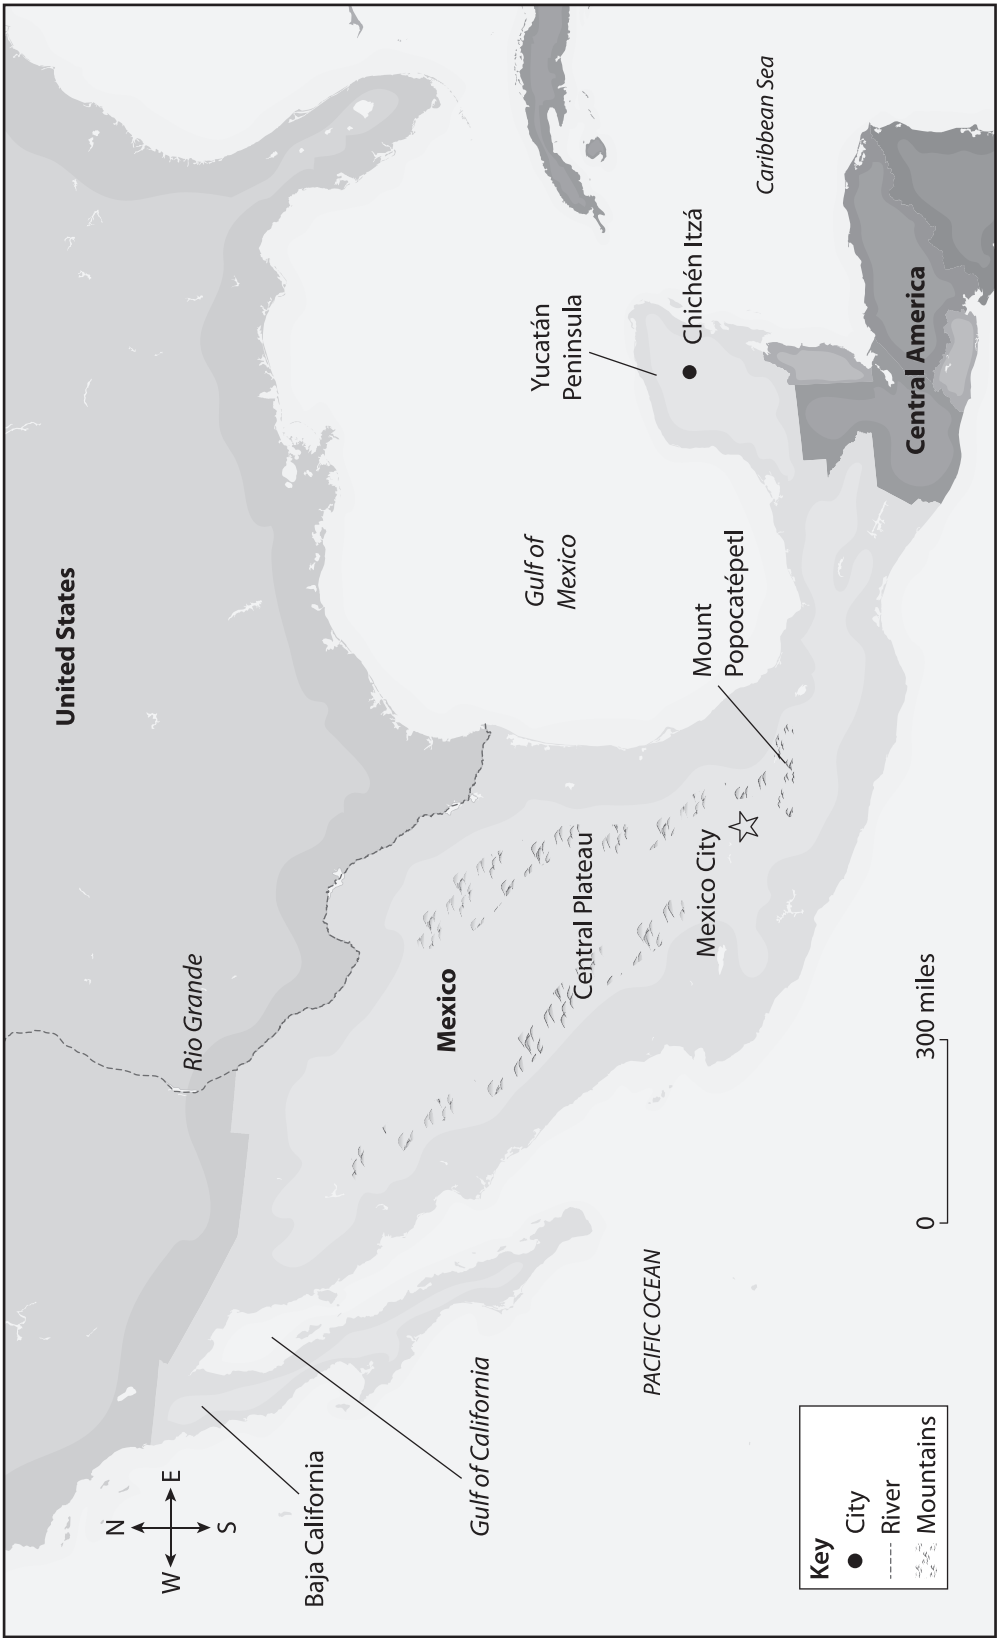 United States
Rio Grande
N
W
E
S
Baja California
Gulf of California
Mexico
Central Plateau
Mexico City
Mount
Popocatépetl
Gulf of
Mexico
Yucatán
Peninsula
Chichén Itzá
Caribbean Sea
Central America
PACIFIC OCEAN
0
300 miles
Key
City
River
Mountains